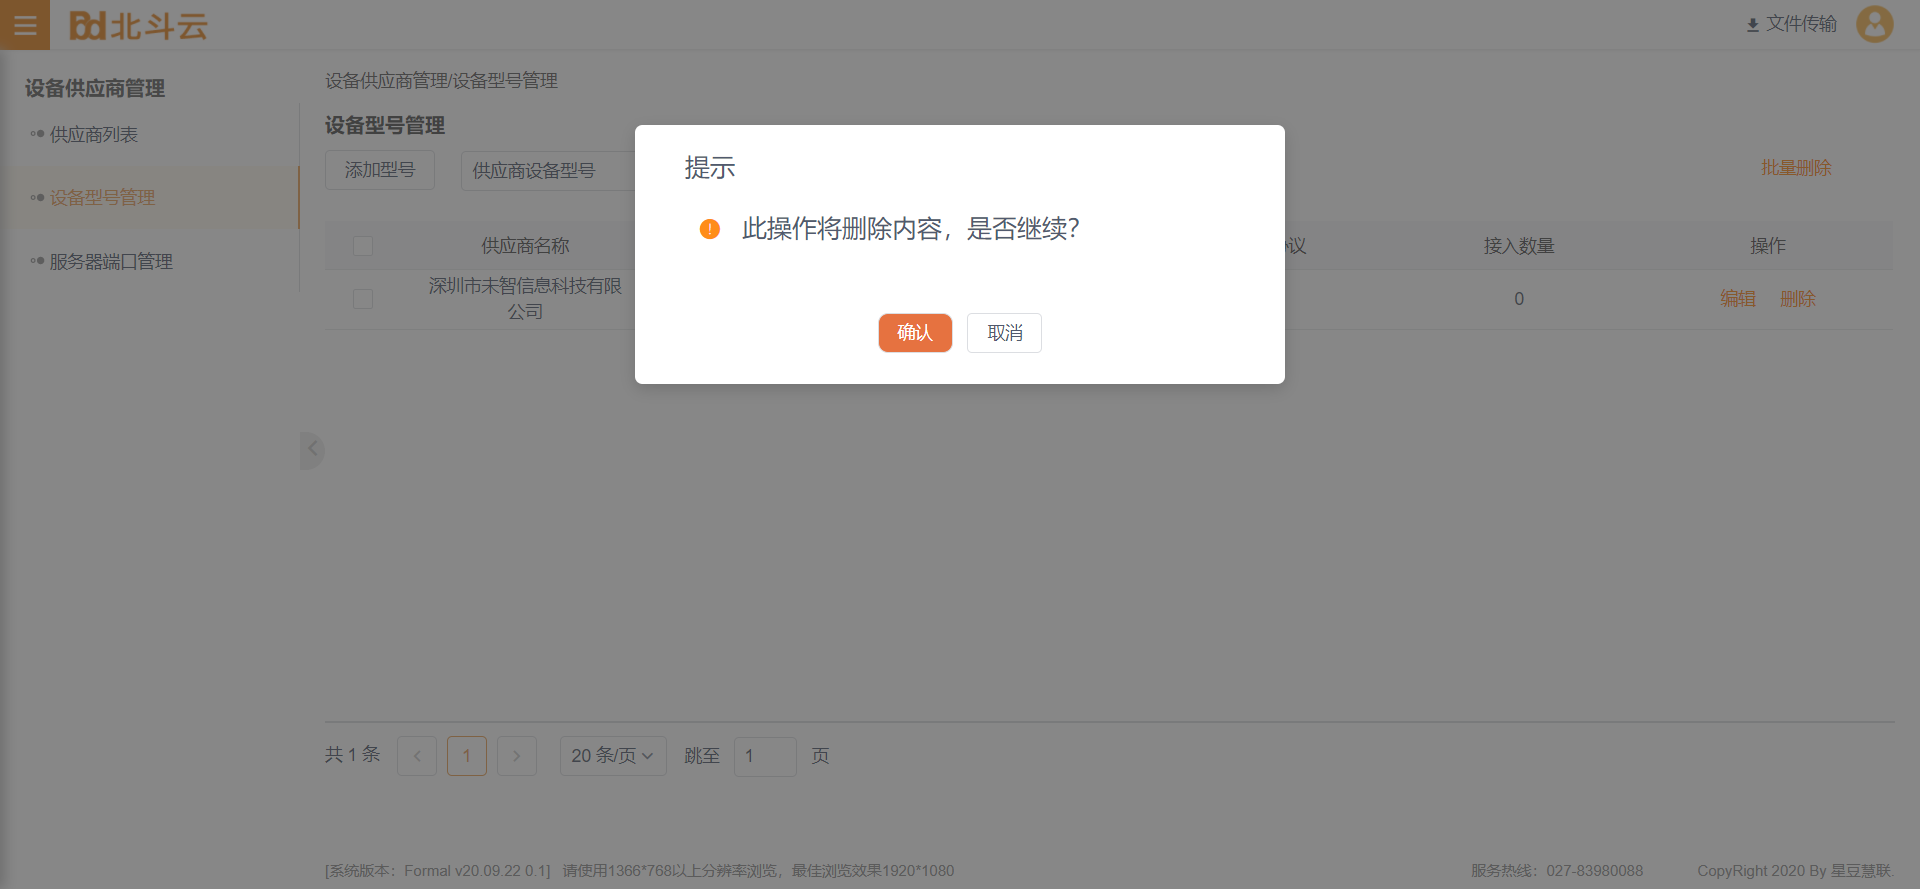 北斗云
文件传输
设备供应商管理
供应商列表
设备型号管理
服务器端口管理
设备供应商管理/设备型号管理
设备型号管理
添加型号
供应商设备型号
批量删除
供应商名称
议
接入数量
操作
深圳市未智信息科技有限
公司
0
编辑
删除
提示
此操作将删除内容，是否继续？
确认
取消
共 1 条
1
20 条/页
跳至
1
页
[系统版本：Formal v20.09.22 0.1] 请使用1366*768以上分辨率浏览，最佳浏览效果1920*1080
服务热线：027-83980088
CopyRight 2020 By 星豆慧联.